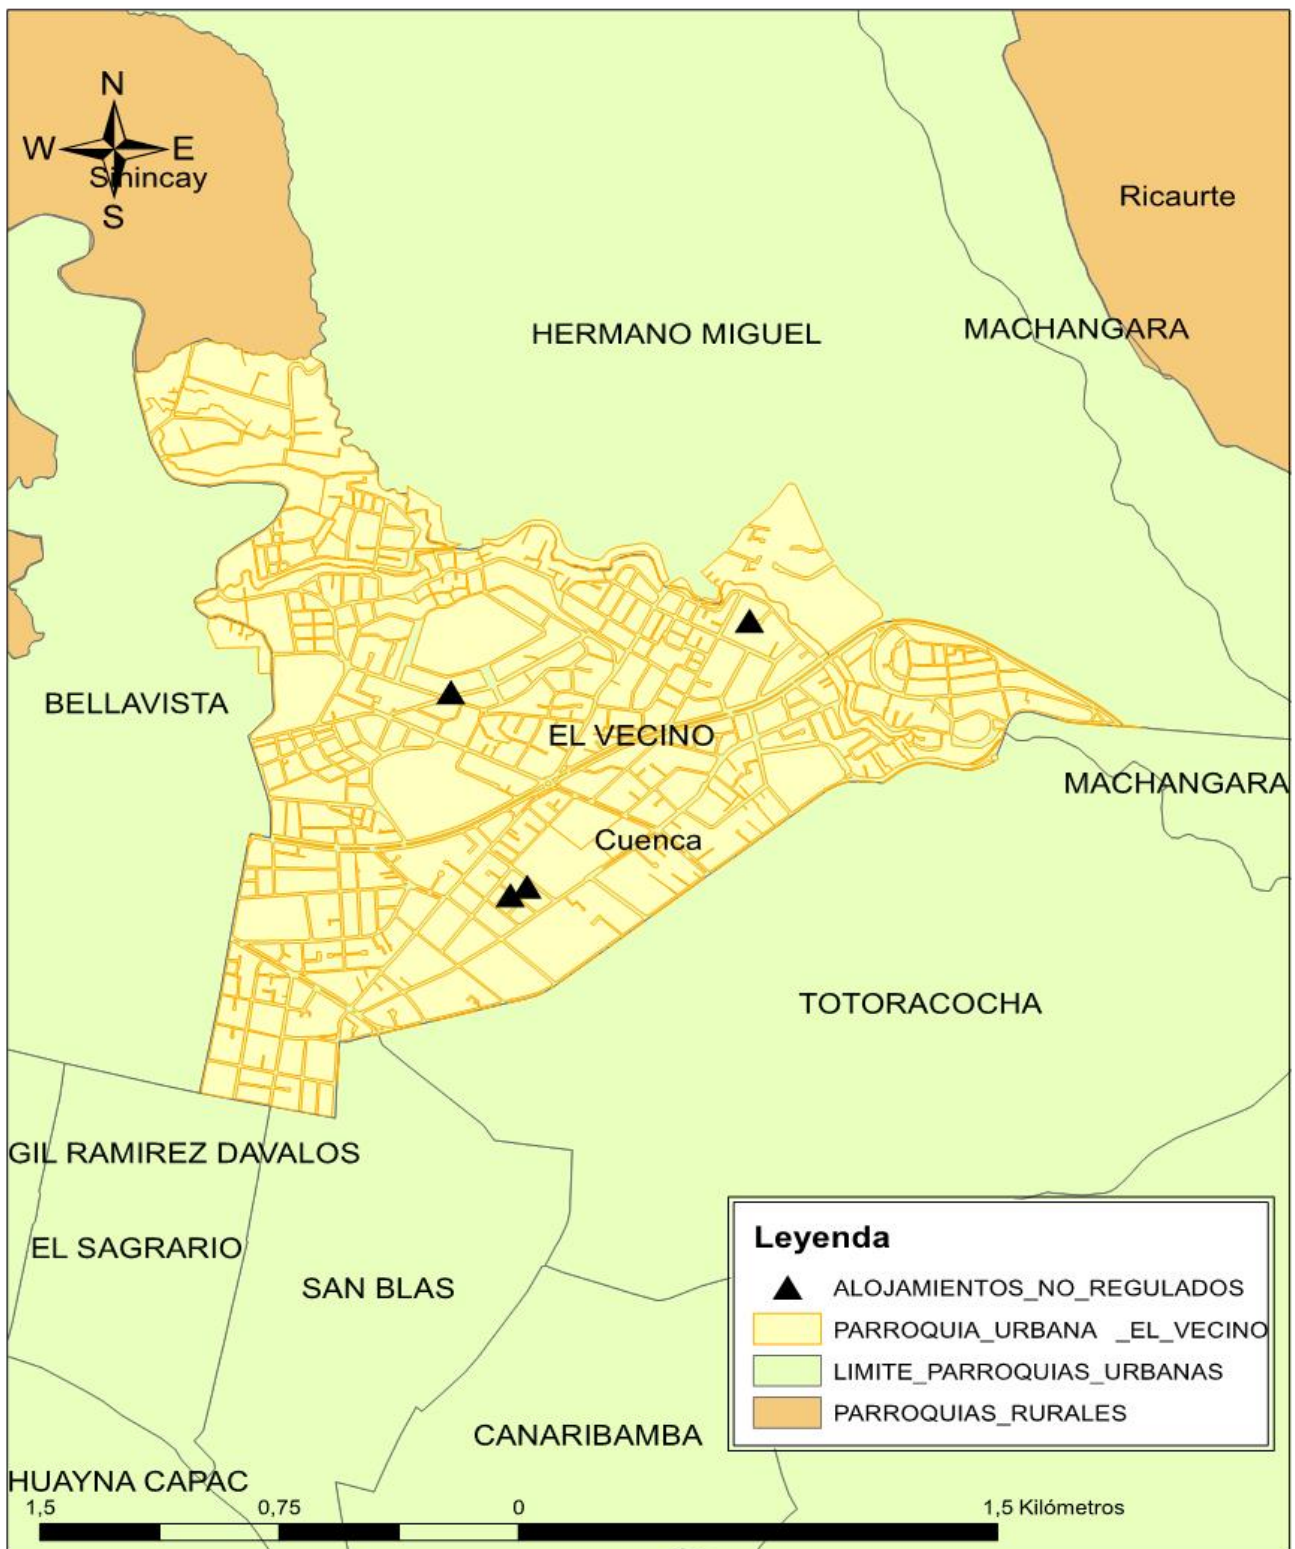 N
W E
Sinincay
S
Ricaurte
HERMANO MIGUEL
MACHANGARA
BELLAVISTA
EL VECINO
MACHANGARA
Cuenca
TOTORACOCHA
GIL RAMIREZ DAVALOS
EL SAGRARIO
SAN BLAS
Leyenda
ALOJAMIENTOS_NO_REGULADOS
PARROQUIA_URBANA _EL_VECINO
LIMITE_PARROQUIAS_URBANAS
PARROQUIAS_RURALES
CANARIBAMBA
HUAYNA CAPAC
1,5 0,75 0 1,5 Kilómetros